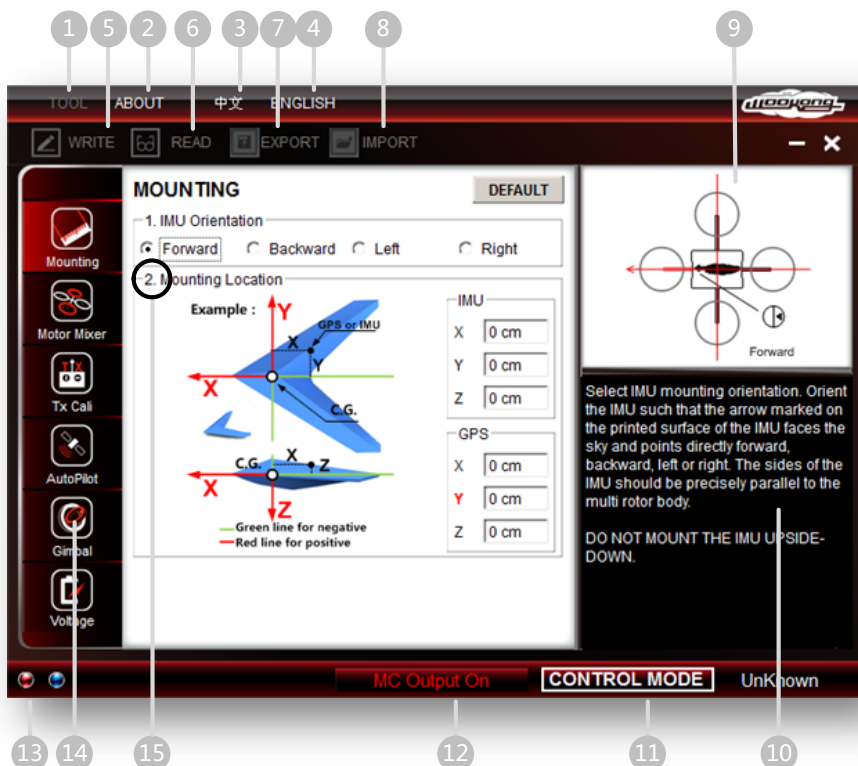 1 5 2 6 3 7 4 8 9
TOOL ABOUT 中文 ENGLISH
WRITE READ EXPORT IMPORT
MOUNTING DEFAULT
1. IMU Orientation
Forward Backward Left Right
2. Mounting Location
Example :
Y
GPS or IMU
X
Y
X
C.G.
C.G. X Z
X
Z
Green line for negative
Red line for positive
IMU
X 0 cm
Y 0 cm
Z 0 cm
GPS
X 0 cm
Y 0 cm
Z 0 cm
Mounting
Motor Mixer
Tx Cali
AutoPilot
Gimbal
Voltage
Forward
Select IMU mounting orientation. Orient
the IMU such that the arrow marked on
the printed surface of the IMU faces the
sky and points directly forward,
backward, left or right. The sides of the
IMU should be precisely parallel to the
multi rotor body.
DO NOT MOUNT THE IMU UPSIDE-
DOWN.
MC Output On CONTROL MODE UnKnown
13 14 15 12 11 10